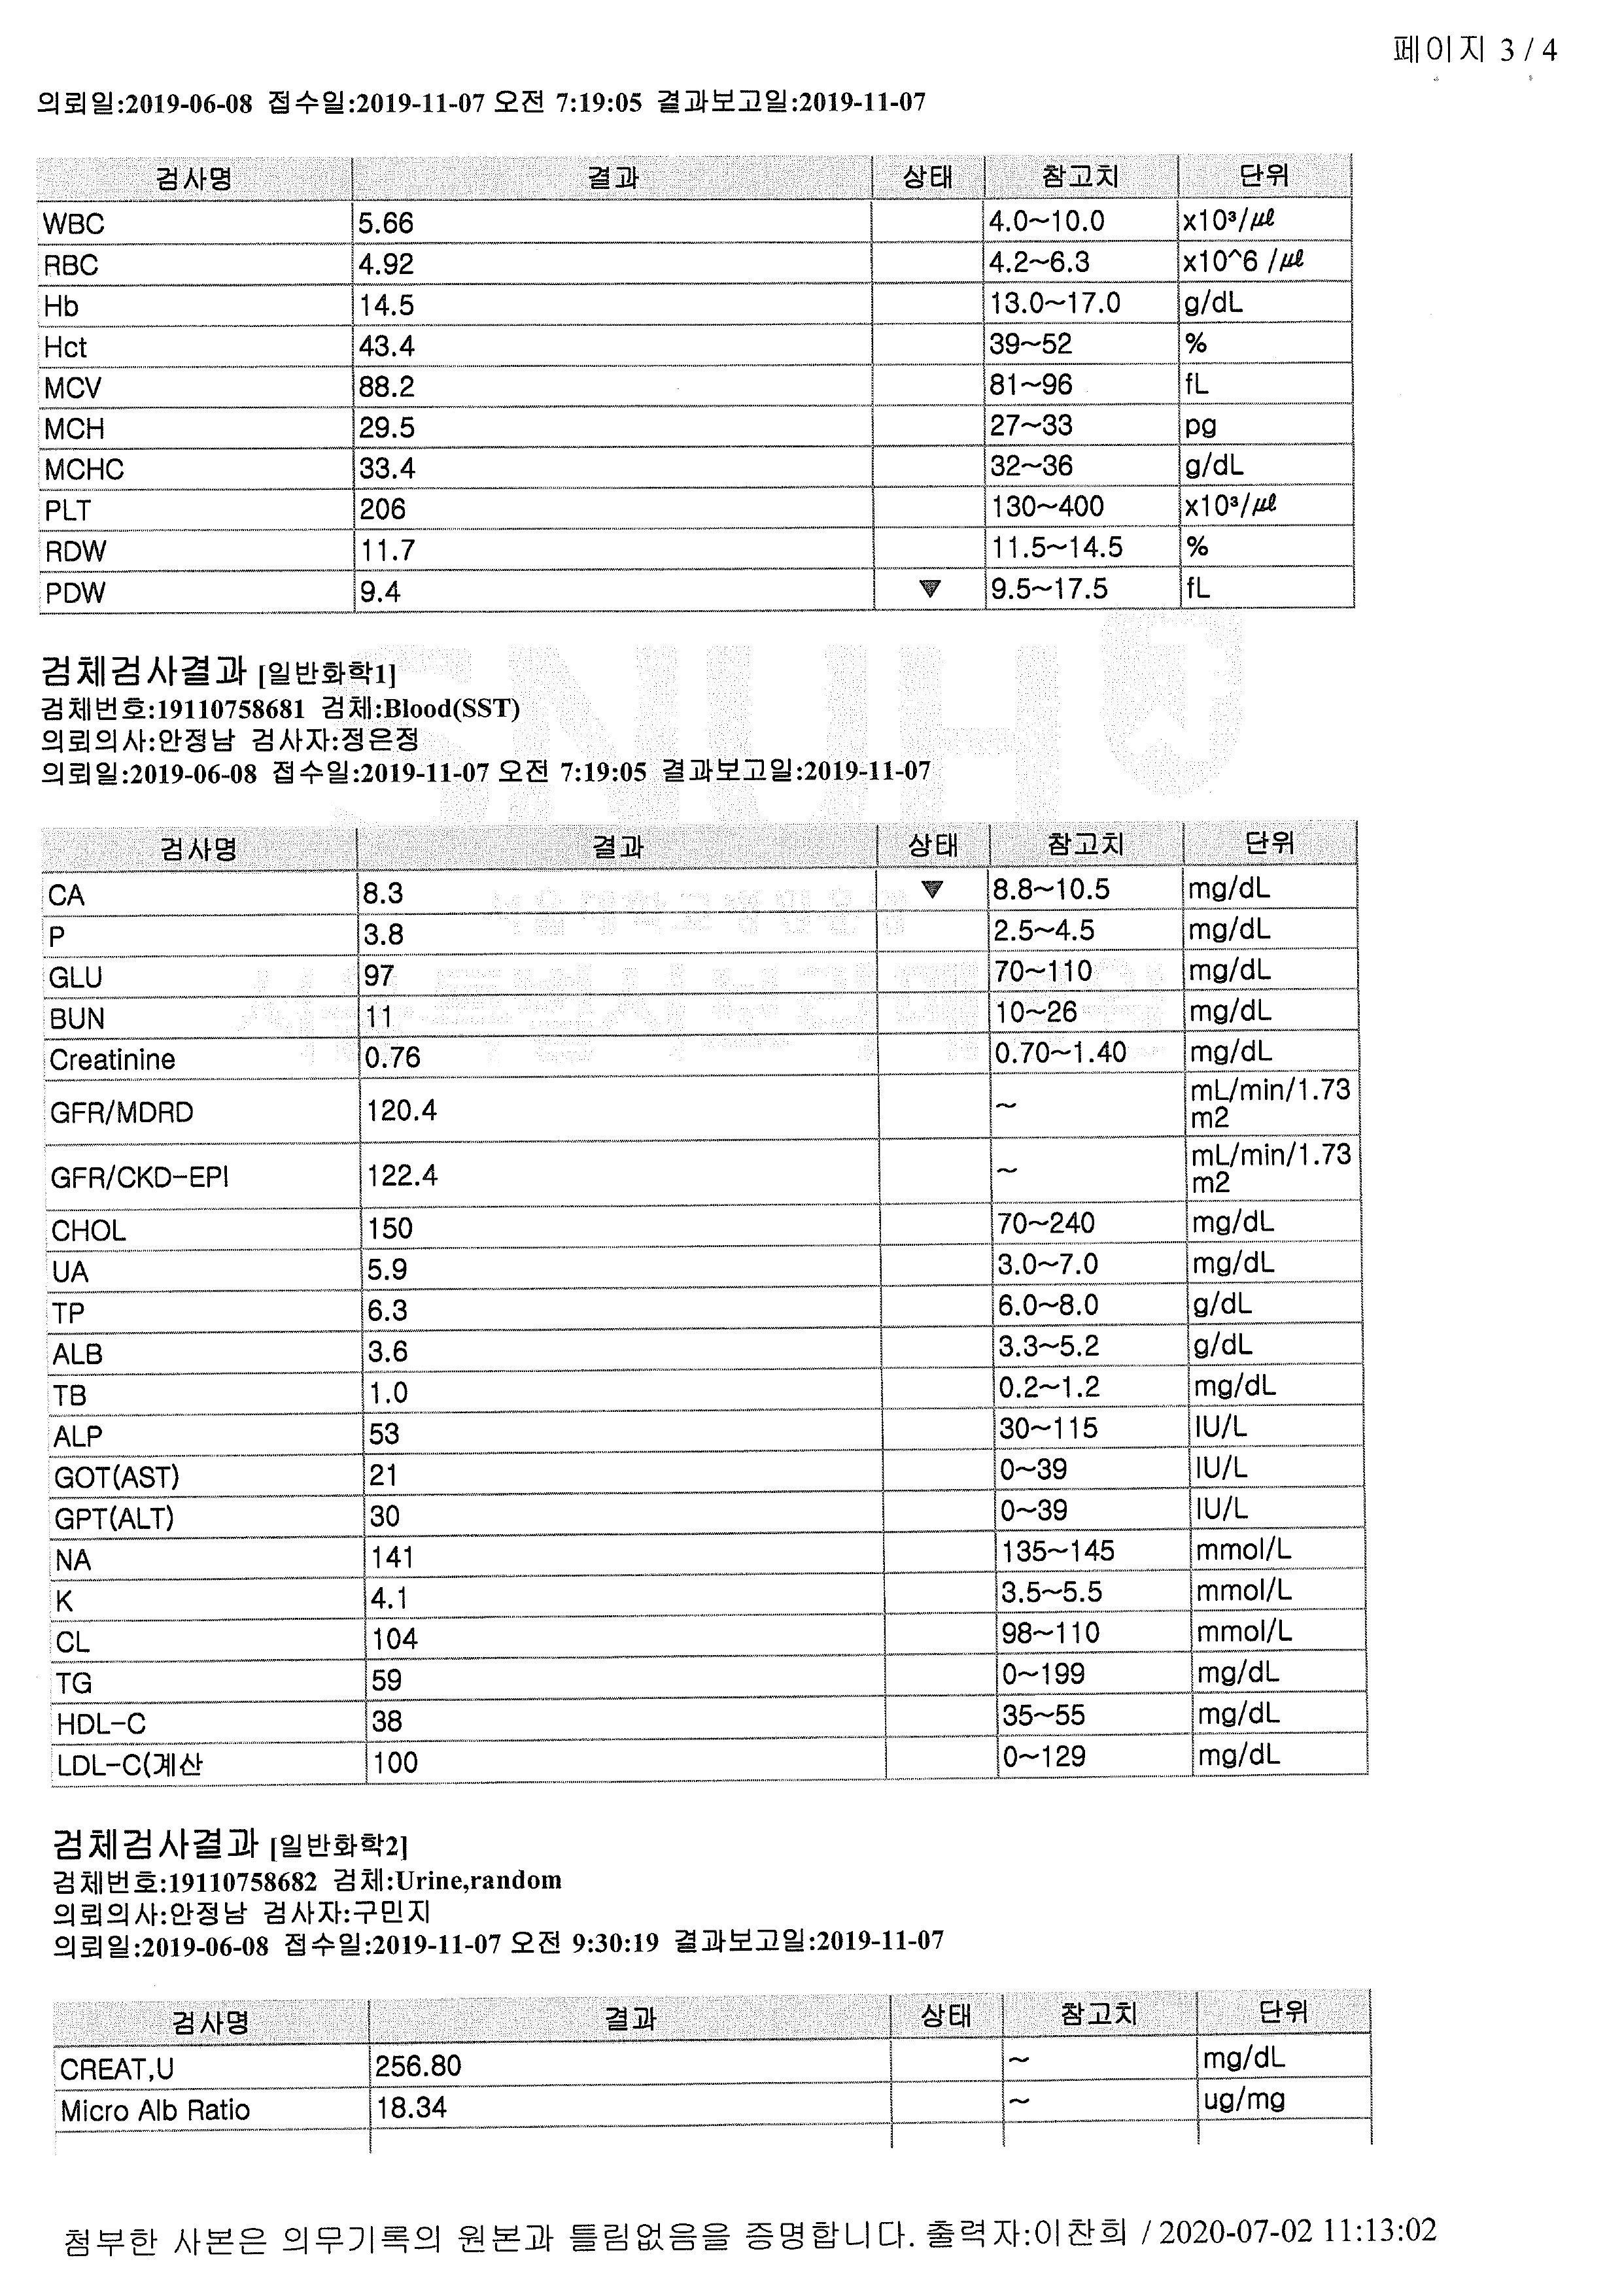 페이지 3 / 4
의뢰일:2019-06-08 접수일:2019-11-07 오전 7:19:05 결과보고일:2019-11-07
검사명 결과 상태 참고치 단위
WBC 5.66 4.0~10.0 x10³/㎕
RBC 4.92 4.2~6.3 x10^6 /㎕
Hb 14.5 13.0~17.0 g/dL
Hct 43.4 39~52 %
MCV 88.2 81~96 fL
MCH 29.5 27~33 pg
MCHC 33.4 32~36 g/dL
PLT 206 130~400 x10³/㎕
RDW 11.7 11.5~14.5 %
PDW 9.4 ▼ 9.5~17.5 fL
검체검사결과 [일반화학1]
검체번호:19110758681 검체:Blood(SST)
의뢰의사:안정남 검사자:정은정
의뢰일:2019-06-08 접수일:2019-11-07 오전 7:19:05 결과보고일:2019-11-07
검사명 결과 상태 참고치 단위
CA 8.3 ▼ 8.8~10.5 mg/dL
P 3.8 2.5~4.5 mg/dL
GLU 97 70~110 mg/dL
BUN 11 10~26 mg/dL
Creatinine 0.76 0.70~1.40 mg/dL
GFR/MDRD 120.4 ~ mL/min/1.73
m2
GFR/CKD-EPI 122.4 ~ mL/min/1.73
m2
CHOL 150 70~240 mg/dL
UA 5.9 3.0~7.0 mg/dL
TP 6.3 6.0~8.0 g/dL
ALB 3.6 3.3~5.2 g/dL
TB 1.0 0.2~1.2 mg/dL
ALP 53 30~115 IU/L
GOT(AST) 21 0~39 IU/L
GPT(ALT) 30 0~39 IU/L
NA 141 135~145 mmol/L
K 4.1 3.5~5.5 mmol/L
CL 104 98~110 mmol/L
TG 59 0~199 mg/dL
HDL-C 38 35~55 mg/dL
LDL-C(계산 100 0~129 mg/dL
검체검사결과 [일반화학2]
검체번호:19110758682 검체:Urine,random
의뢰의사:안정남 검사자:구민지
의뢰일:2019-06-08 접수일:2019-11-07 오전 9:30:19 결과보고일:2019-11-07
검사명 결과 상태 참고치 단위
CREAT,U 256.80 ~ mg/dL
Micro Alb Ratio 18.34 ~ ug/mg
첨부한 사본은 의무기록의 원본과 틀림없음을 증명합니다. 출력자:이찬희 / 2020-07-02 11:13:02